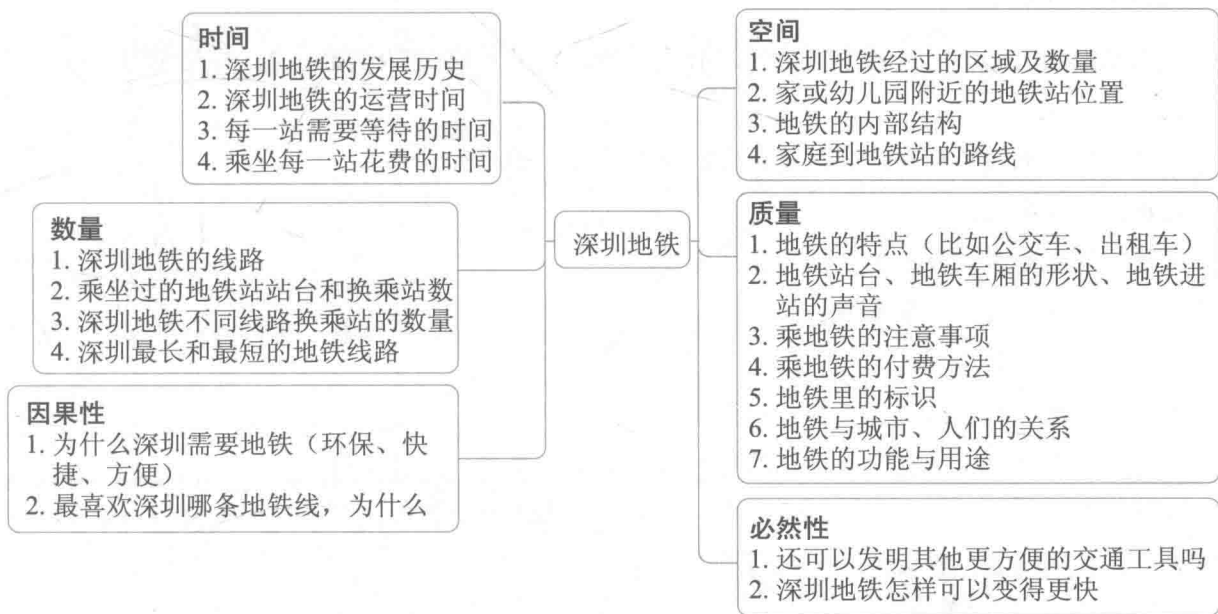 时间
1. 深圳地铁的发展历史
2. 深圳地铁的运营时间
3. 每一站需要等待的时间
4. 乘坐每一站花费的时间
数量
1. 深圳地铁的线路
2. 乘坐过的地铁站站台和换乘站数
3. 深圳地铁不同线路换乘站的数量
4. 深圳最长和最短的地铁线路
因果性
1. 为什么深圳需要地铁（环保、快
捷、方便）
2. 最喜欢深圳哪条地铁线，为什么
深圳地铁
空间
1. 深圳地铁经过的区域及数量
2. 家或幼儿园附近的地铁站位置
3. 地铁的内部结构
4. 家庭到地铁站的路线
质量
1. 地铁的特点（比如公交车、出租车）
2. 地铁站台、地铁车厢的形状、地铁进
站的声音
3. 乘地铁的注意事项
4. 乘地铁的付费方法
5. 地铁里的标识
6. 地铁与城市、人们的关系
7. 地铁的功能与用途
必然性
1. 还可以发明其他更方便的交通工具吗
2. 深圳地铁怎样可以变得更快